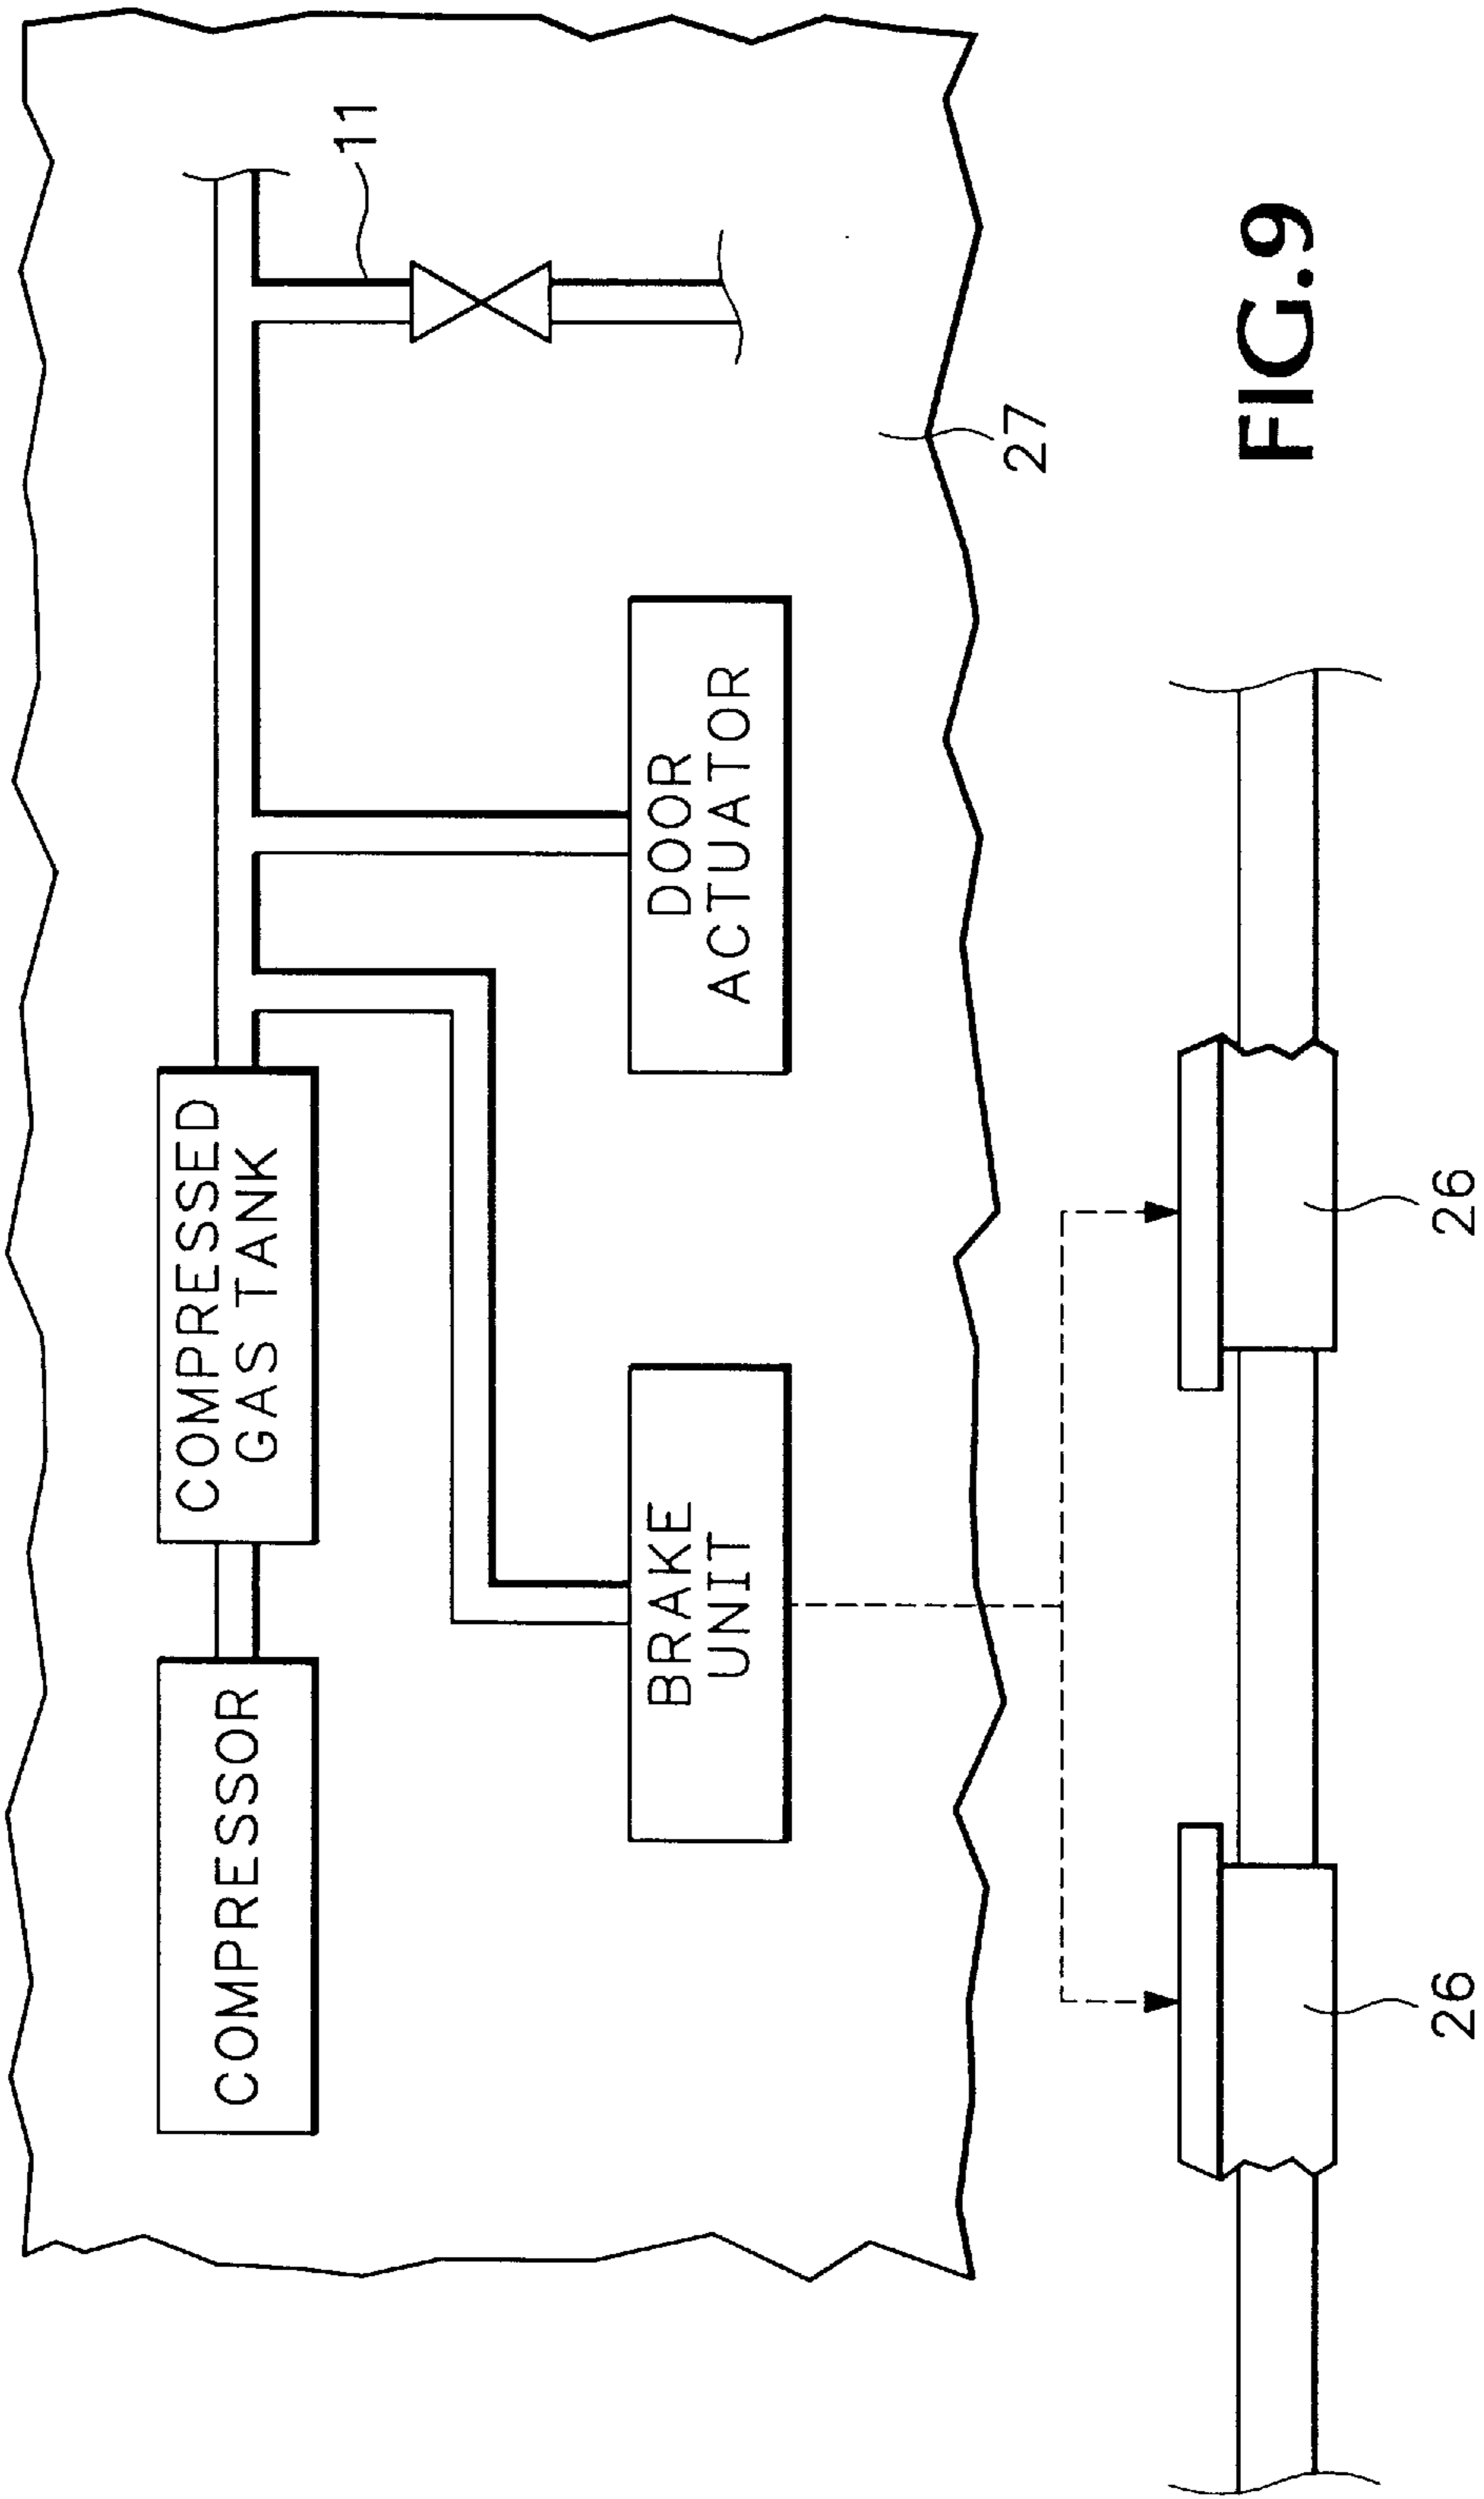 COMPRESSOR
COMPRESSED
GAS TANK
11
BRAKE
UNIT
DOOR
ACTUATOR
27
26
26
FIG.9